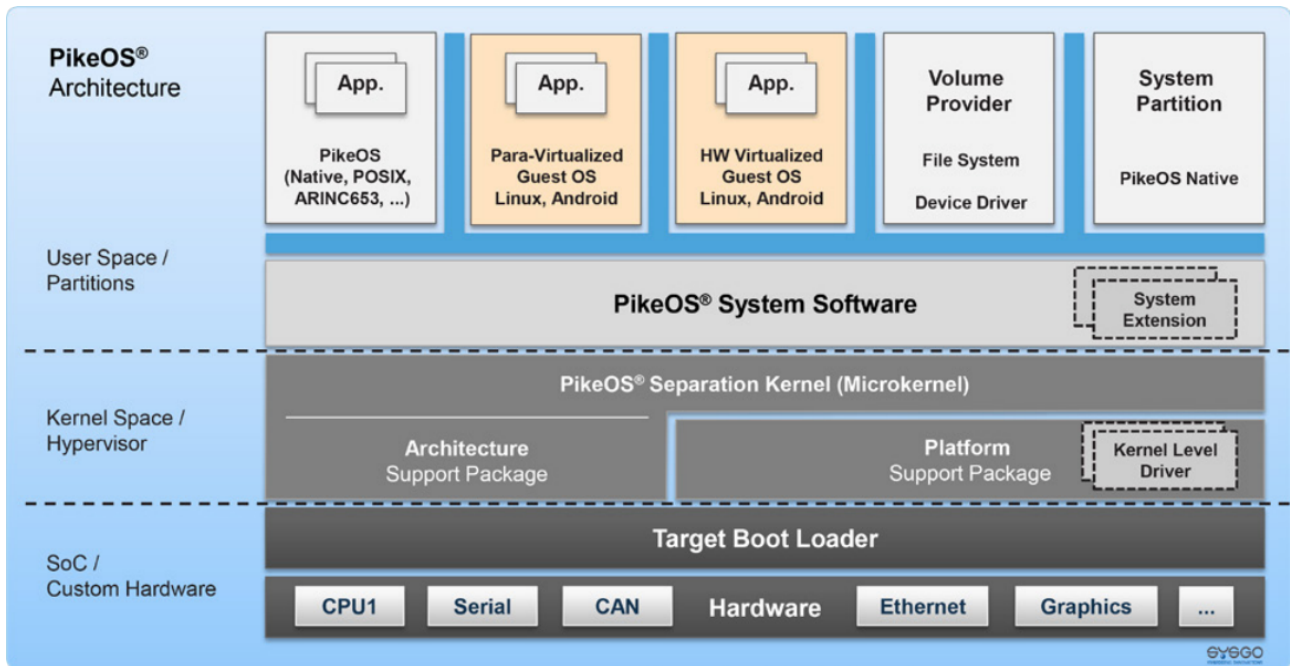 PikeOS®
Architecture
App.
PikeOS
(Native, POSIX,
ARINC653, ...)
App.
Para-Virtualized
Guest OS
Linux, Android
App.
HW Virtualized
Guest OS
Linux, Android
Volume
Provider
File System
Device Driver
System
Partition
PikeOS Native
User Space /
Partitions
PikeOS® System Software
System
Extension
Kernel Space /
Hypervisor
PikeOS® Separation Kernel (Microkernel)
Architecture
Support Package
Platform
Support Package
Kernel Level
Driver
SoC /
Custom Hardware
Target Boot Loader
CPU1
Serial
CAN
Hardware
Ethernet
Graphics
...
SYSGO